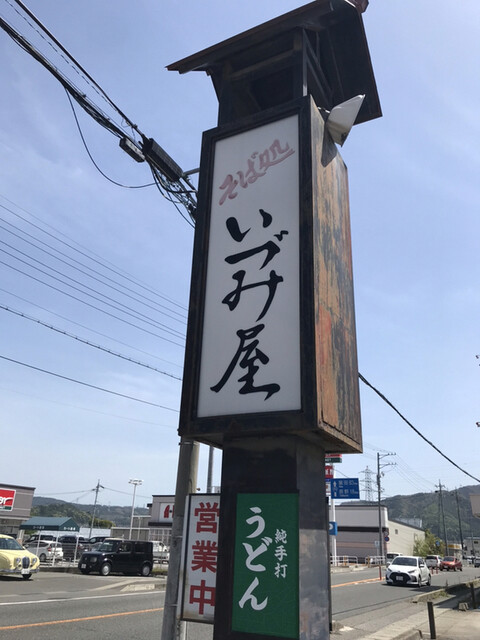 そば処
いづみ屋
営業中
純手打
うどん